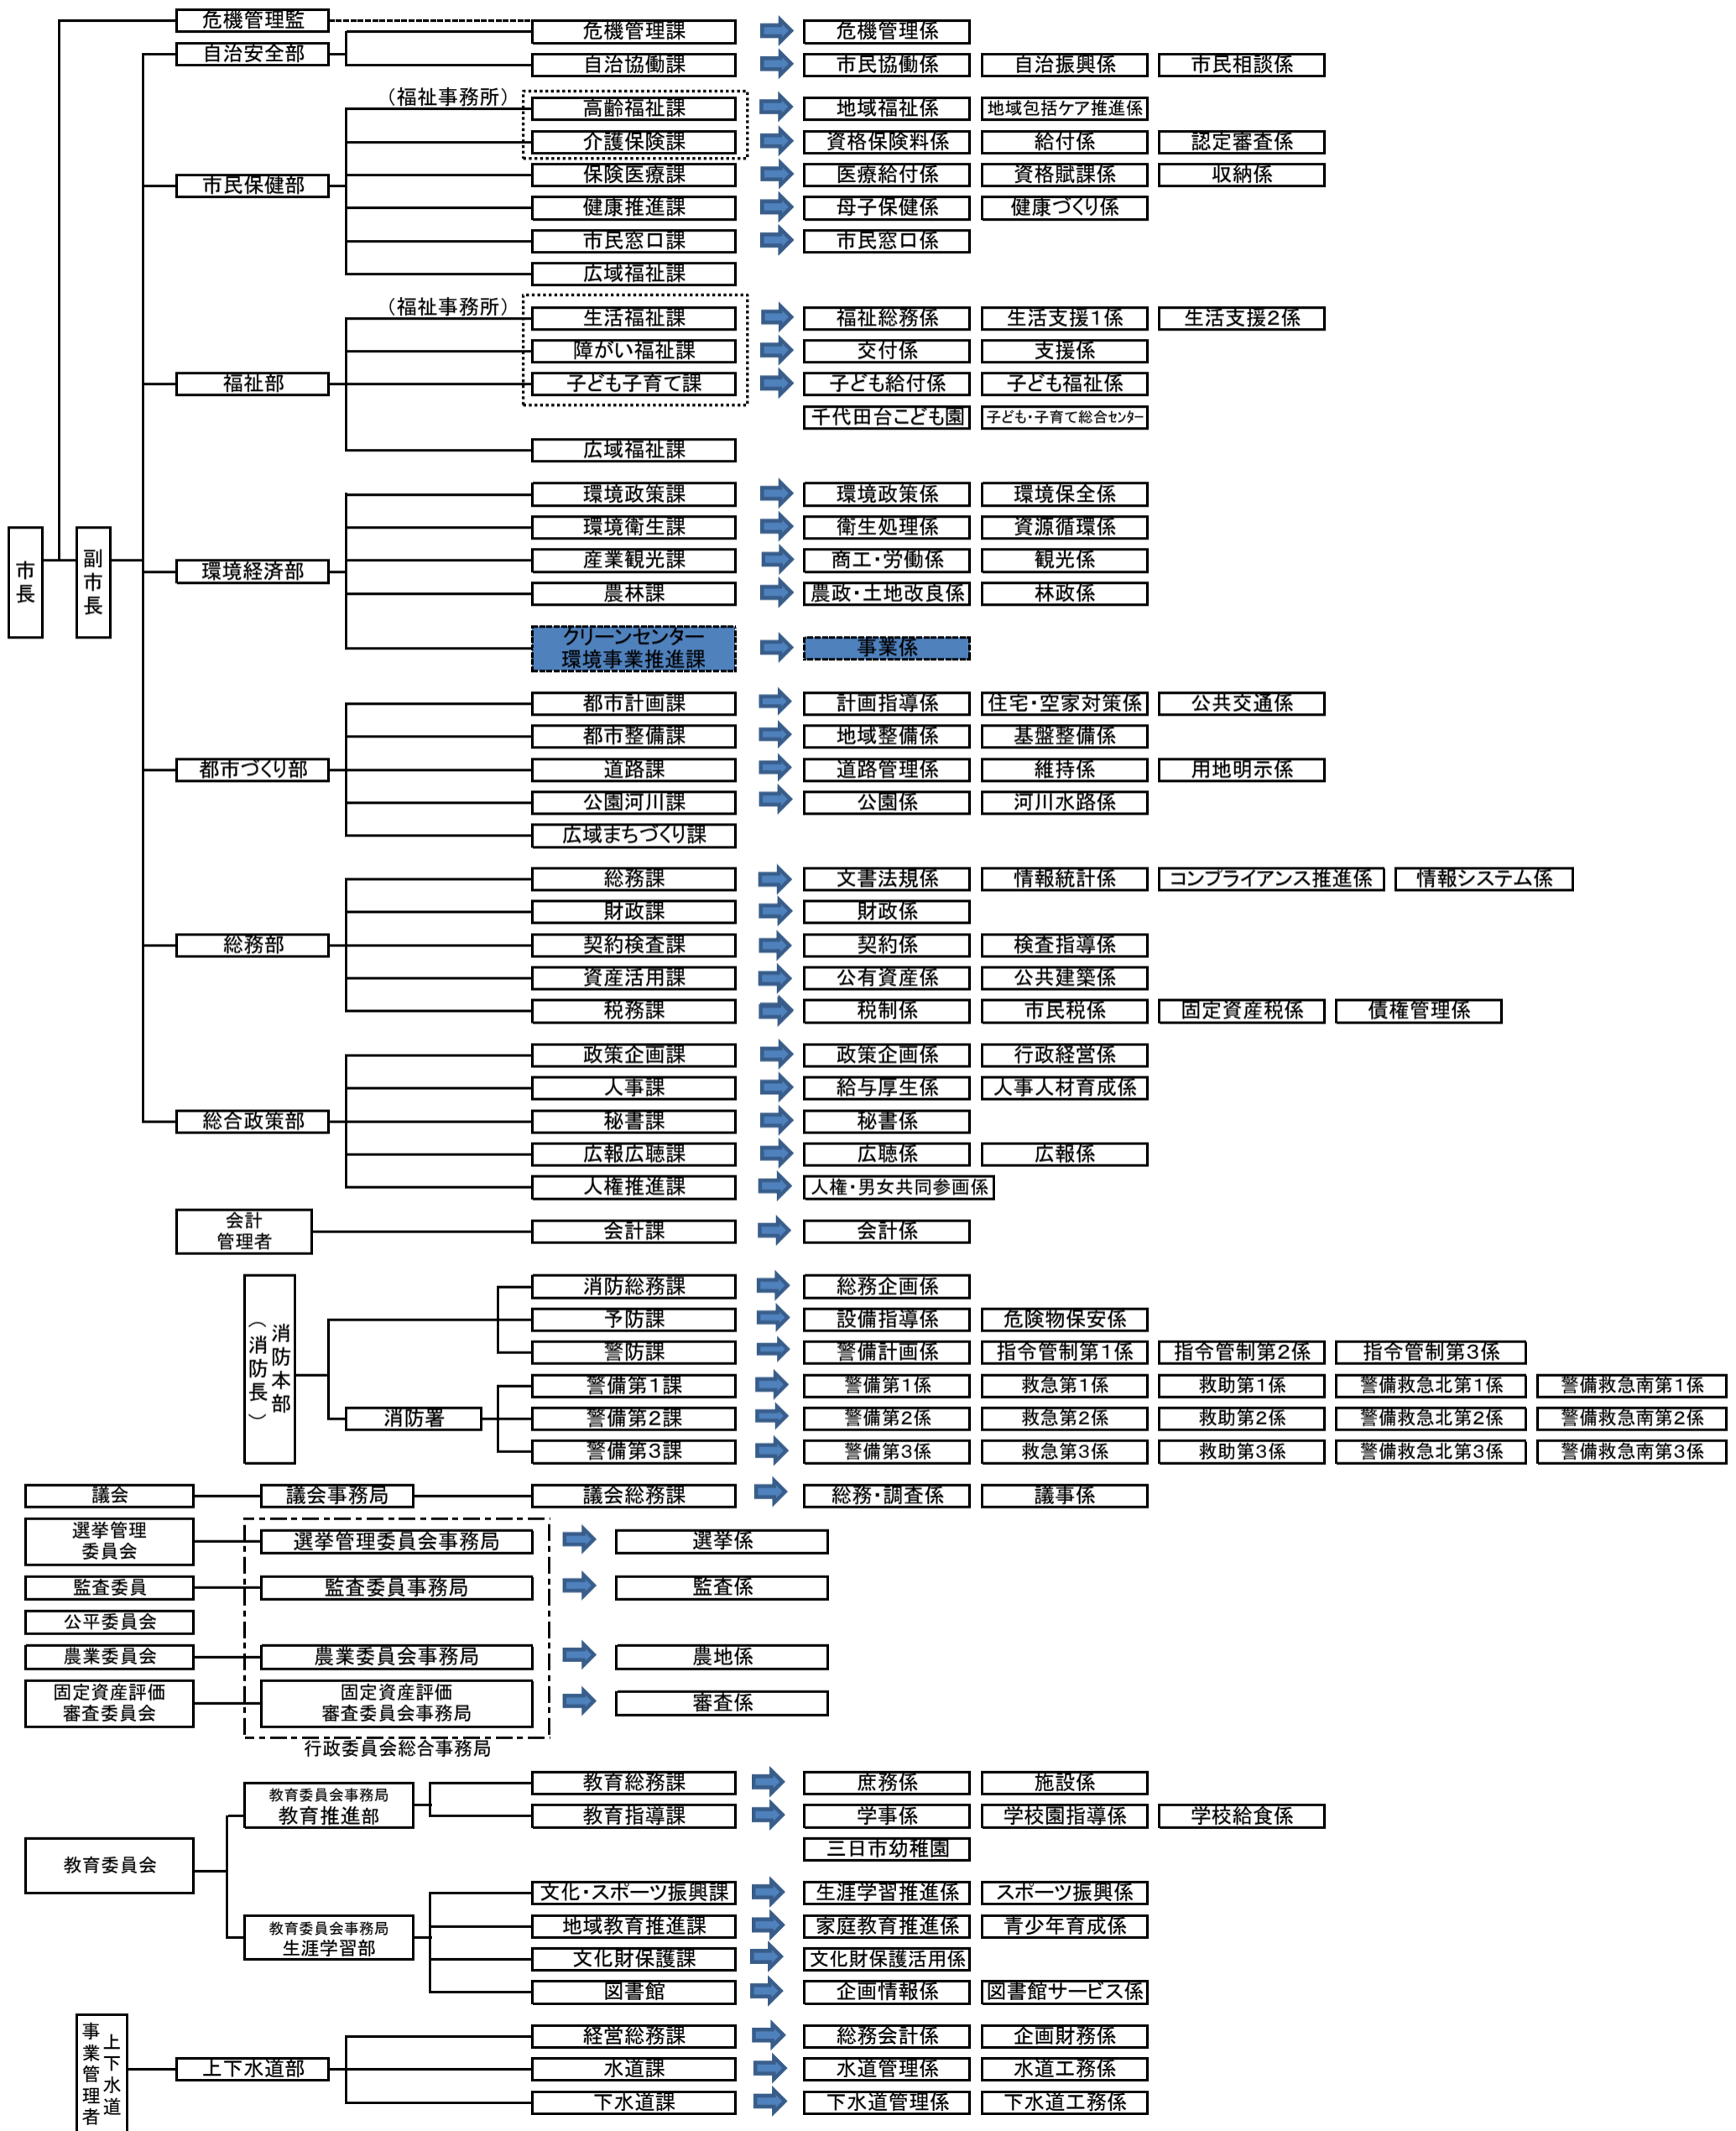 危機管理監
危機管理課 危機管理係
自治安全部
自治協働課 市民協働係 自治振興係 市民相談係
（福祉事務所）
高齢福祉課 地域福祉係 地域包括ケア推進係
介護保険課 資格保険料係 給付係 認定審査係
保険医療課 医療給付係 資格賦課係 収納係
市民保健部
健康推進課 母子保健係 健康づくり係
市民窓口課 市民窓口係
広域福祉課
（福祉事務所）
生活福祉課 福祉総務係 生活支援1係 生活支援2係
障がい福祉課 交付係 支援係
福祉部 子ども子育て課 子ども給付係 子ども福祉係
千代田台こども園 子ども・子育て総合センター
広域福祉課
環境政策課 環境政策係 環境保全係
環境衛生課 衛生処理係 資源循環係
産業観光課 商工・労働係 観光係
市長
副市長
環境経済部
農林課 農政・土地改良係 林政係
クリーンセンター
環境事業推進課
事業係
都市計画課 計画指導係 住宅・空家対策係 公共交通係
都市整備課 地域整備係 基盤整備係
都市づくり部 道路課 道路管理係 維持係 用地明示係
公園河川課 公園係 河川水路係
広域まちづくり課
総務課 文書法規係 情報統計係 コンプライアンス推進係 情報システム係
財政課 財政係
総務部 契約検査課 契約係 検査指導係
資産活用課 公有資産係 公共建築係
税務課 税制係 市民税係 固定資産税係 債権管理係
政策企画課 政策企画係 行政経営係
人事課 給与厚生係 人事人材育成係
総合政策部 秘書課 秘書係
広報広聴課 広聴係 広報係
人権推進課 人権・男女共同参画係
会計
管理者
会計課 会計係
消防本部
（消防長）
消防総務課 総務企画係
予防課 設備指導係 危険物保安係
警防課 警備計画係 指令管制第1係 指令管制第2係 指令管制第3係
警備第1課 警備第1係 救急第1係 救助第1係 警備救急北第1係 警備救急南第1係
消防署 警備第2課 警備第2係 救急第2係 救助第2係 警備救急北第2係 警備救急南第2係
警備第3課 警備第3係 救急第3係 救助第3係 警備救急北第3係 警備救急南第3係
議会 議会事務局 議会総務課 総務・調査係 議事係
選挙管理
委員会
選挙管理委員会事務局 選挙係
監査委員 監査委員事務局 監査係
公平委員会
農業委員会 農業委員会事務局 農地係
固定資産評価
審査委員会
固定資産評価
審査委員会事務局
審査係
行政委員会総合事務局
教育委員会
教育委員会事務局
教育推進部
教育総務課 庶務係 施設係
教育指導課 学事係 学校園指導係 学校給食係
三日市幼稚園
教育委員会事務局
生涯学習部
文化・スポーツ振興課 生涯学習推進係 スポーツ振興係
地域教育推進課 家庭教育推進係 青少年育成係
文化財保護課 文化財保護活用係
図書館 企画情報係 図書館サービス係
上下水道
事業管理者
経営総務課 総務会計係 企画財務係
上下水道部 水道課 水道管理係 水道工務係
下水道課 下水道管理係 下水道工務係